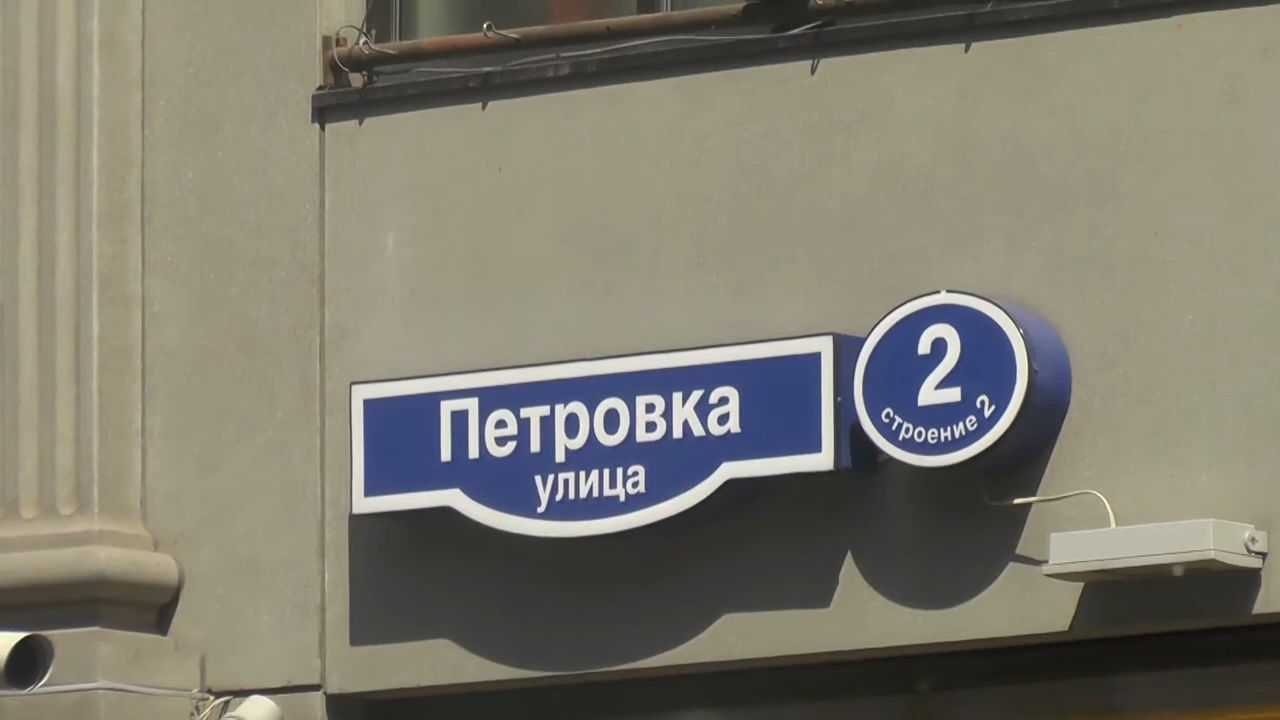 Петровка
улица
2
строение 2